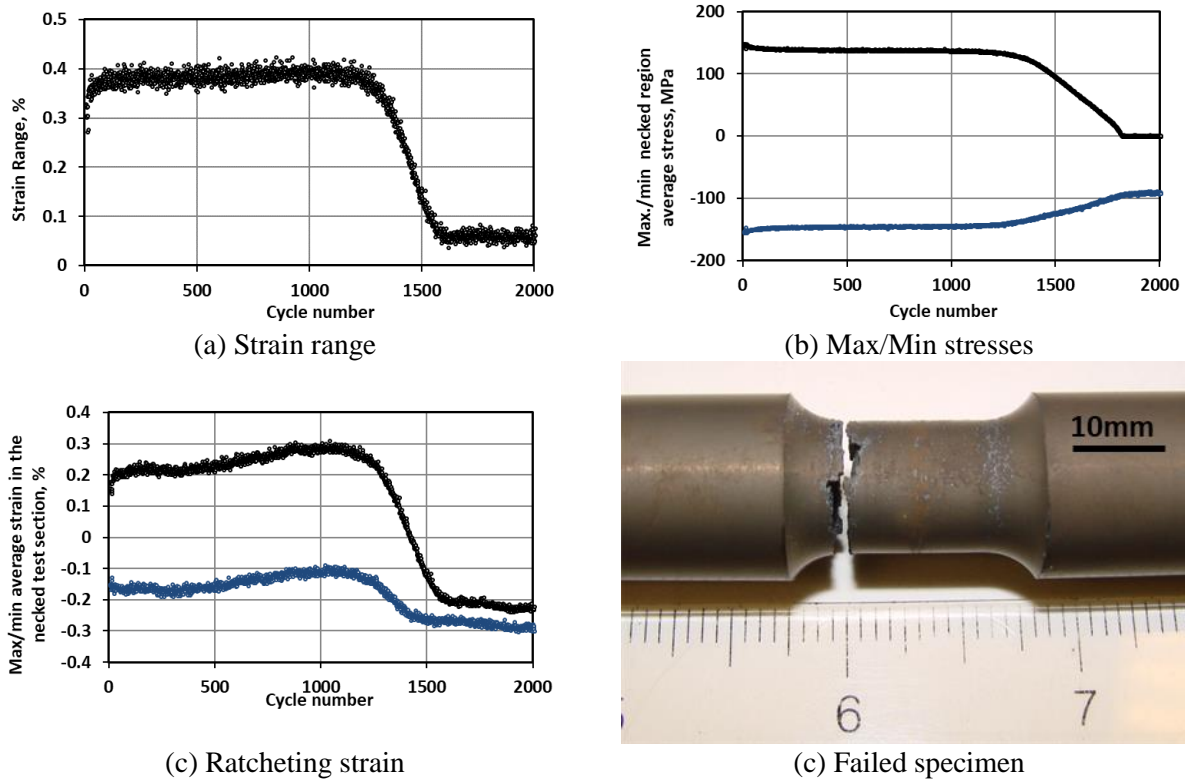 0.5
0.4
0.3
0.2
0.1
0
0 500 1000 1500 2000
Strain Range, %
Cycle number
(a) Strain range
200
100
0
-100
-200
0 500 1000 1500 2000
Max./min necked region
average stress, MPa
Cycle number
(b) Max/Min stresses
0.4
0.3
0.2
0.1
0
-0.1
-0.2
-0.3
-0.4
0 500 1000 1500 2000
Max/min average strain in the
necked test section, %
Cycle number
(c) Ratcheting strain
10mm
6 7
(c) Failed specimen